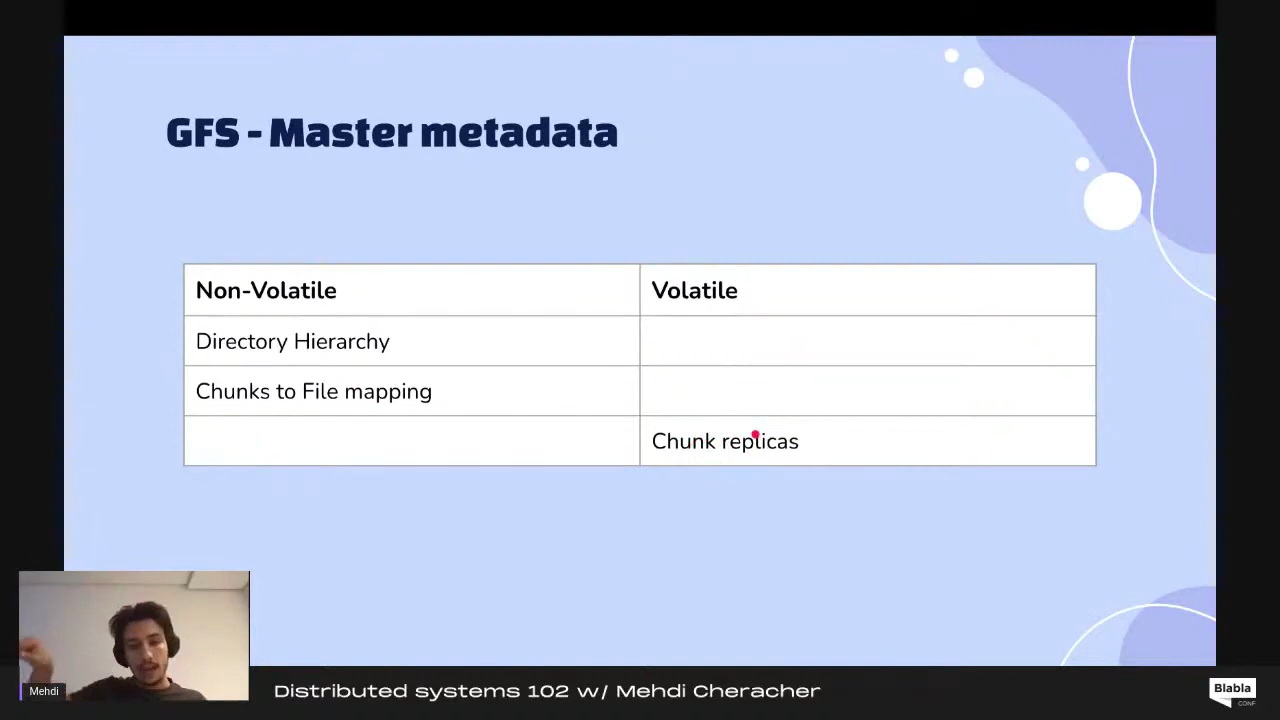 GFS - Master metadata
Non-Volatile
Volatile
Directory Hierarchy
Chunks to File mapping
Chunk replicas
Mehdi
Distributed systems 102 w/ Mehdi Cheracher
Blabla
CONF